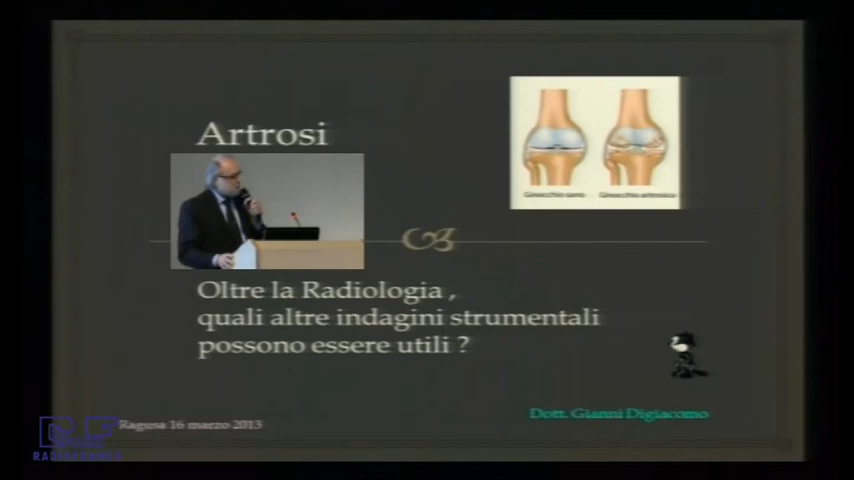 Artrosi
Ginocchio sano
Ginocchio artrosico
Oltre la Radiologia ,
quali altre indagini strumentali
possono essere utili ?
Dott. Gianni Digiacomo
Ragusa 16 marzo 2013